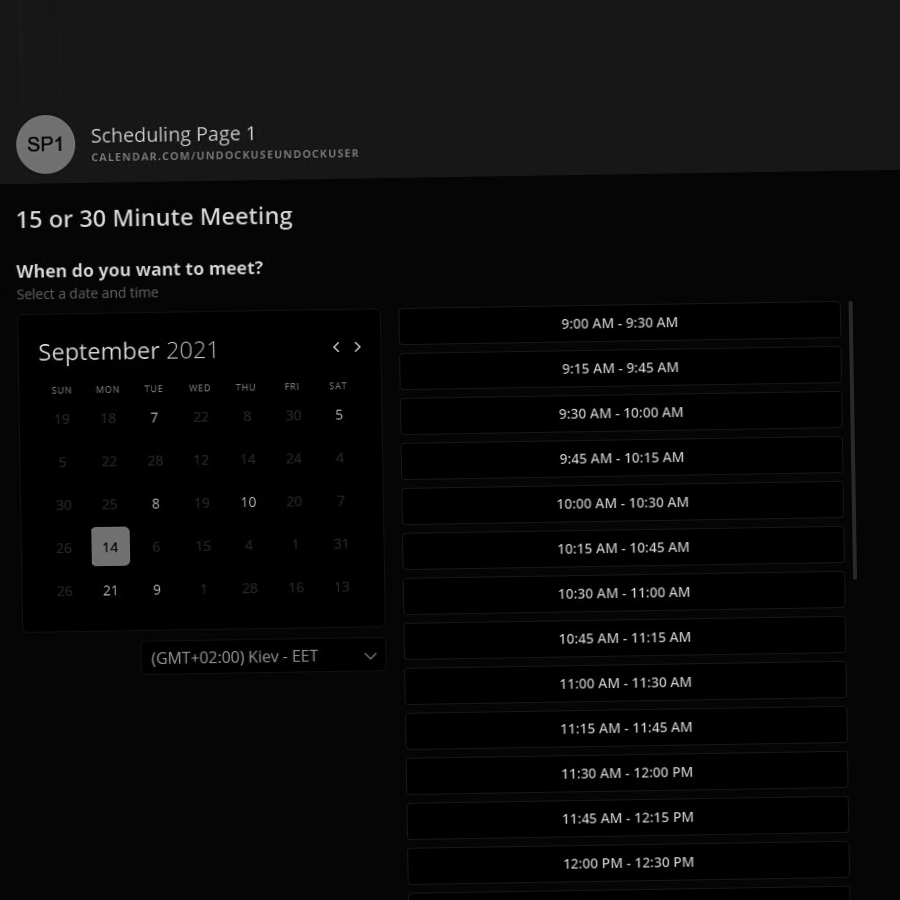 SP1
Scheduling Page 1
CALENDAR.COM/UNDOCKUSEUNDOCKUSER
15 or 30 Minute Meeting
When do you want to meet?
Select a date and time
September 2021
SUN MON TUE WED THU FRI SAT
19 18 7 22 8 30 5
5 22 28 12 14 24 4
30 25 8 19 10 20 7
26 14 6 15 4 1 31
26 21 9 1 28 16 13
(GMT+02:00) Kiev - EET
9:00 AM - 9:30 AM
9:15 AM - 9:45 AM
9:30 AM - 10:00 AM
9:45 AM - 10:15 AM
10:00 AM - 10:30 AM
10:15 AM - 10:45 AM
10:30 AM - 11:00 AM
10:45 AM - 11:15 AM
11:00 AM - 11:30 AM
11:15 AM - 11:45 AM
11:30 AM - 12:00 PM
11:45 AM - 12:15 PM
12:00 PM - 12:30 PM